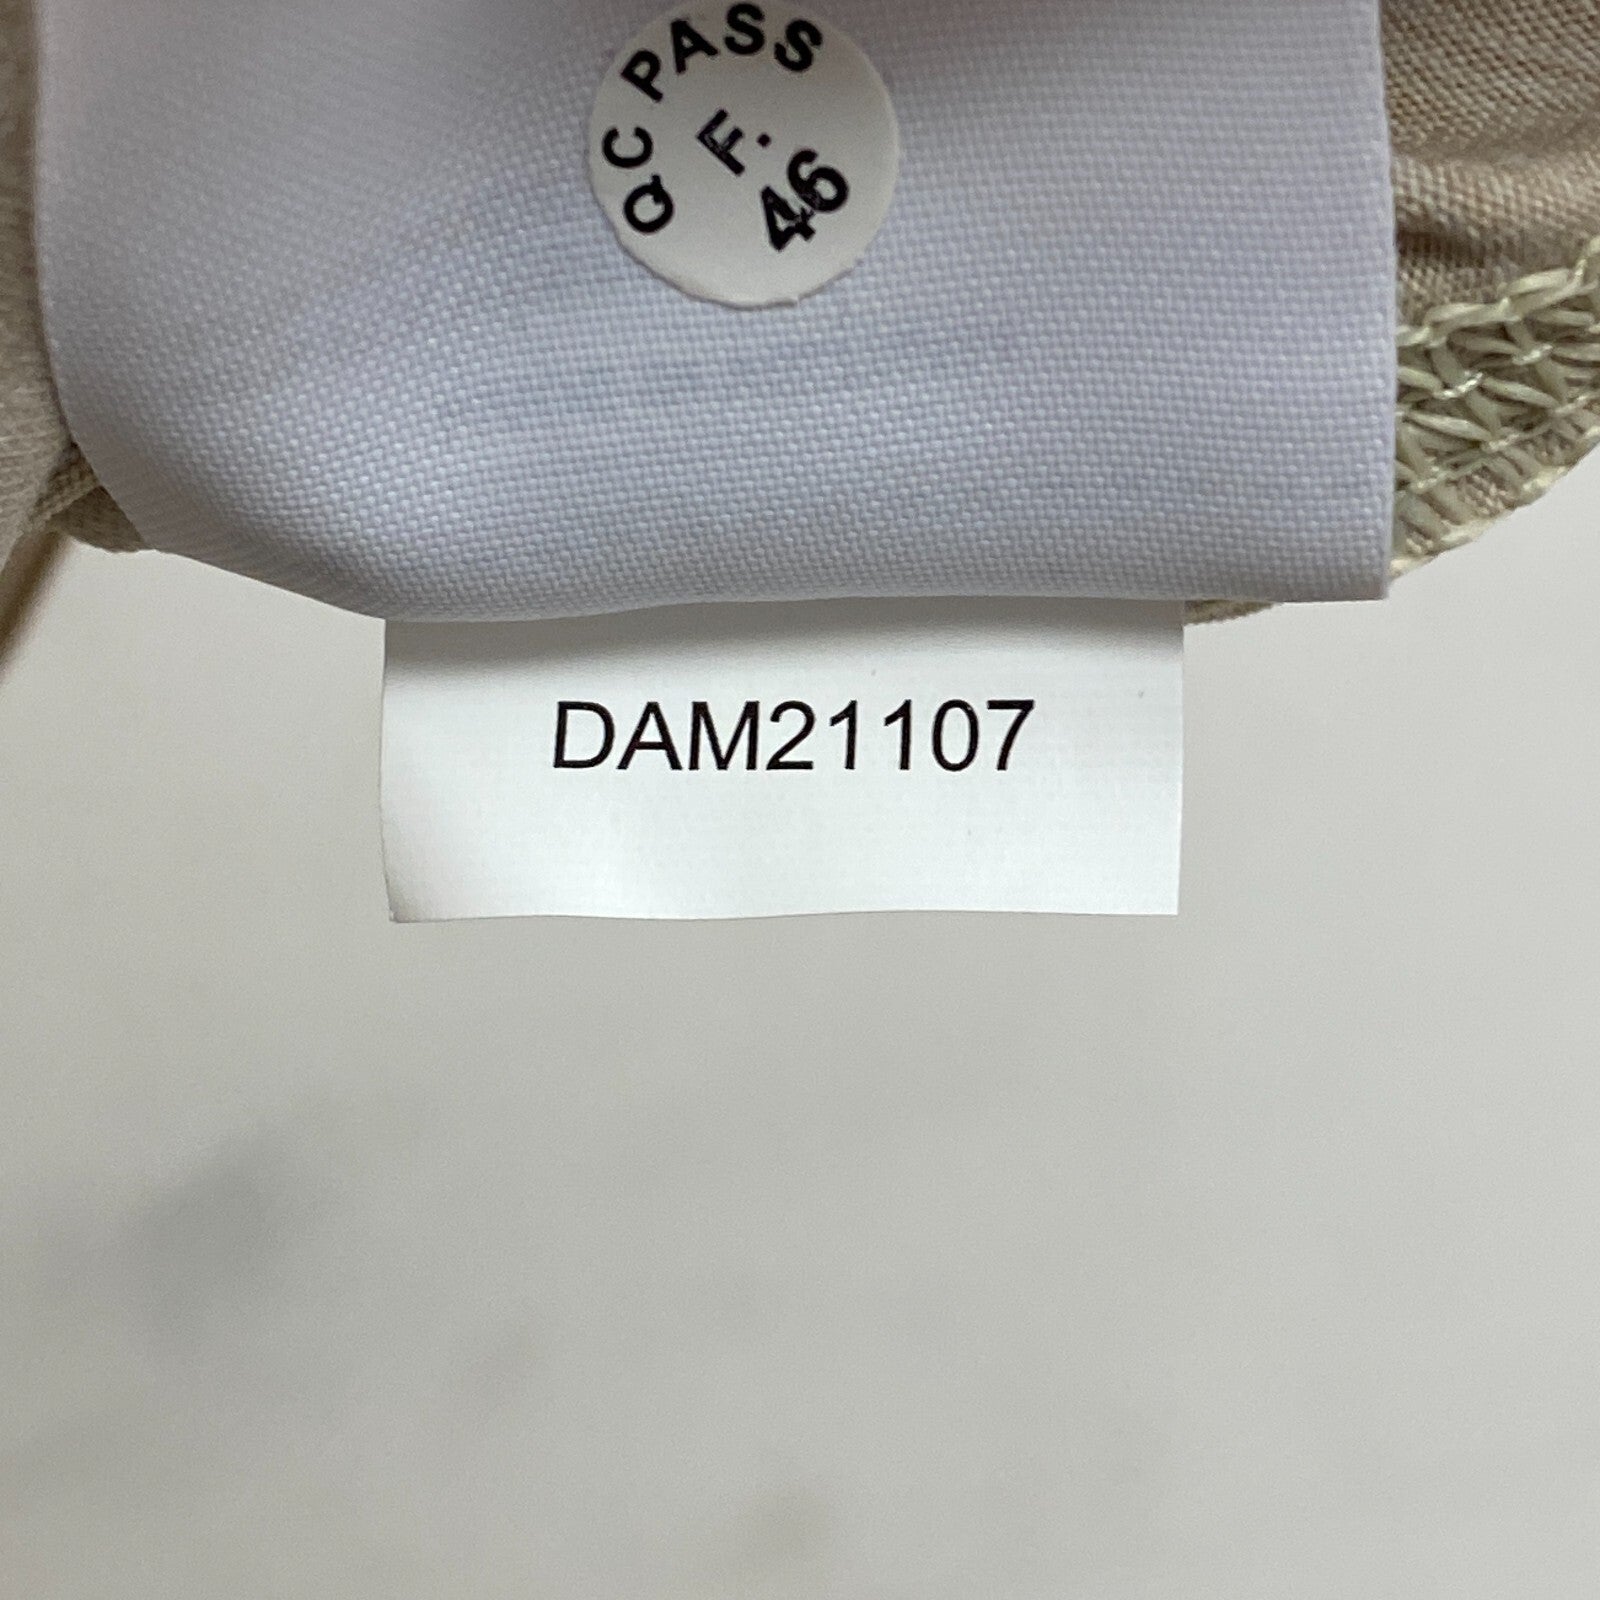 QC PASS
F.
46
DAM21107